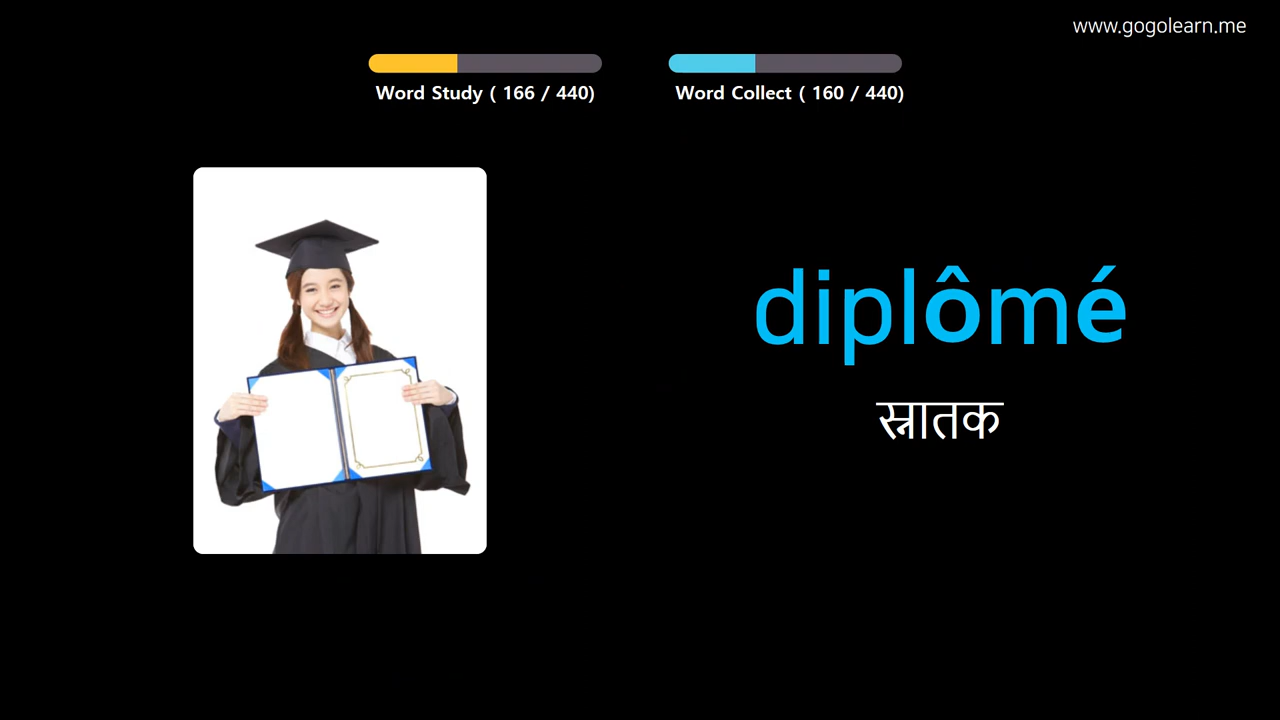 www.gogolearn.me
Word Study ( 166 / 440)
Word Collect ( 160 / 440)
diplômé
स्नातक